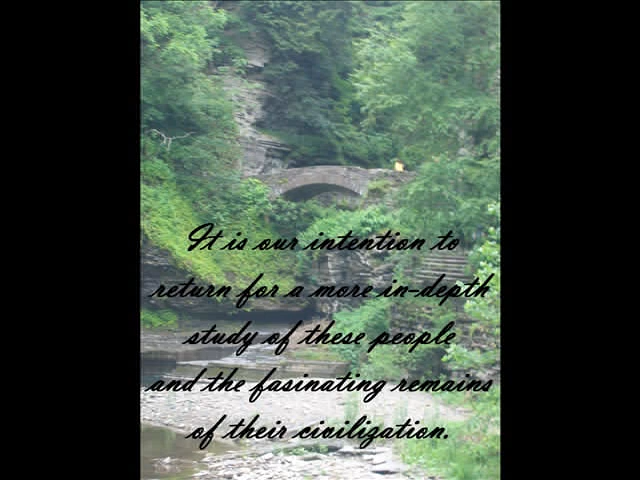 It is our intention to
return for a more in-depth
study of these people
and the fasinating remains
of their civilization.